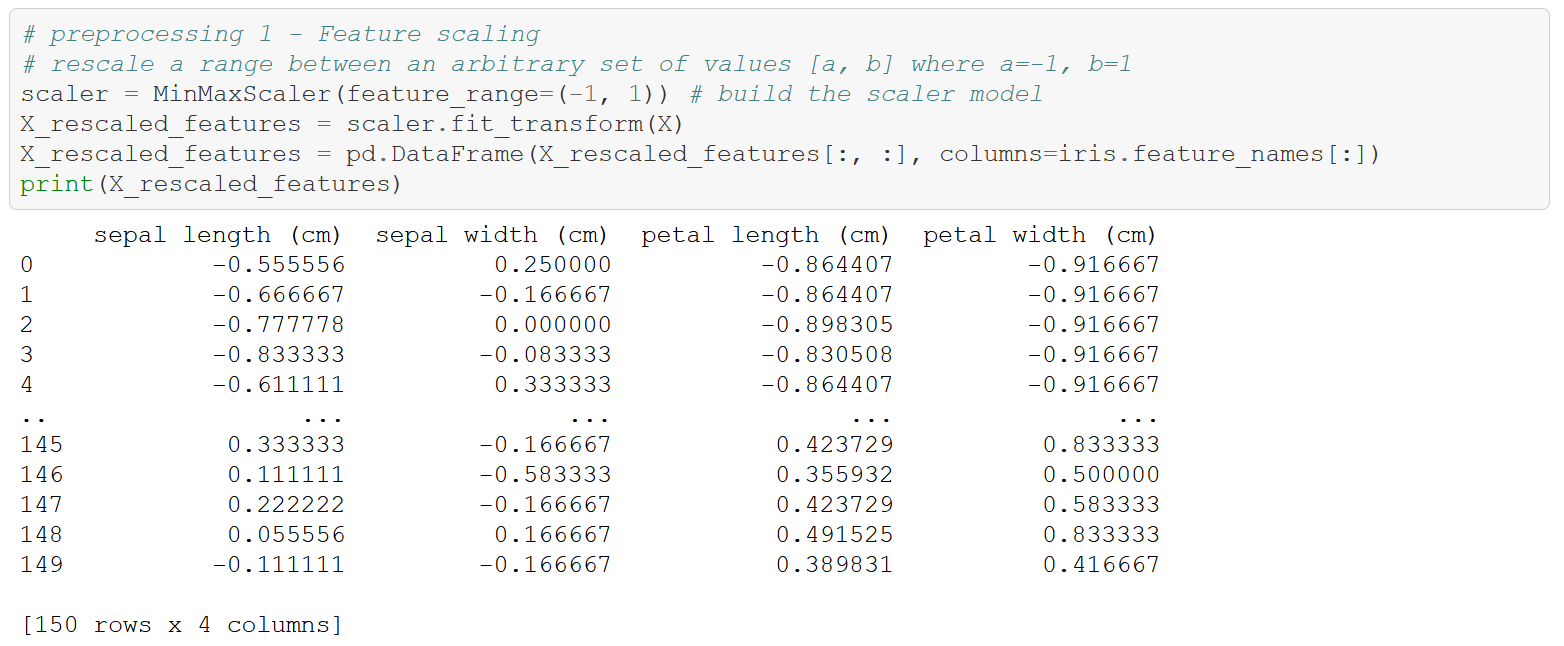 # preprocessing 1 - Feature scaling
# rescale a range between an arbitrary set of values [a, b] where a=-1, b=1
scaler = MinMaxScaler(feature_range=(-1, 1)) # build the scaler model
X_rescaled_features = scaler.fit_transform(X)
X_rescaled_features = pd.DataFrame(X_rescaled_features[:, :], columns=iris.feature_names[:])
print(X_rescaled_features)
     sepal length (cm)  sepal width (cm)  petal length (cm)  petal width (cm)
0            -0.555556          0.250000          -0.864407         -0.916667
1            -0.666667         -0.166667          -0.864407         -0.916667
2            -0.777778          0.000000          -0.898305         -0.916667
3            -0.833333         -0.083333          -0.830508         -0.916667
4            -0.611111          0.333333          -0.864407         -0.916667
..                 ...               ...                ...               ...
145           0.333333         -0.166667           0.423729          0.833333
146           0.111111         -0.583333           0.355932          0.500000
147           0.222222         -0.166667           0.423729          0.583333
148           0.055556          0.166667           0.491525          0.833333
149          -0.111111         -0.166667           0.389831          0.416667
[150 rows x 4 columns]